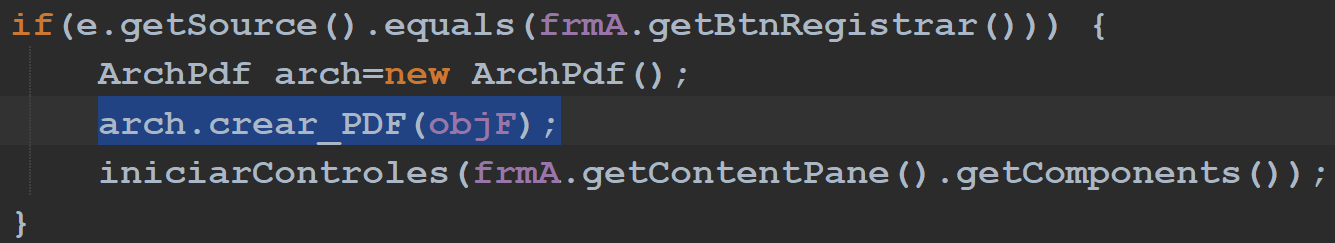 if(e.getSource().equals(frmA.getBtnRegistrar())) {
ArchPdf arch=new ArchPdf();
arch.crear_PDF(objF);
iniciarControles(frmA.getContentPane().getComponents());
}